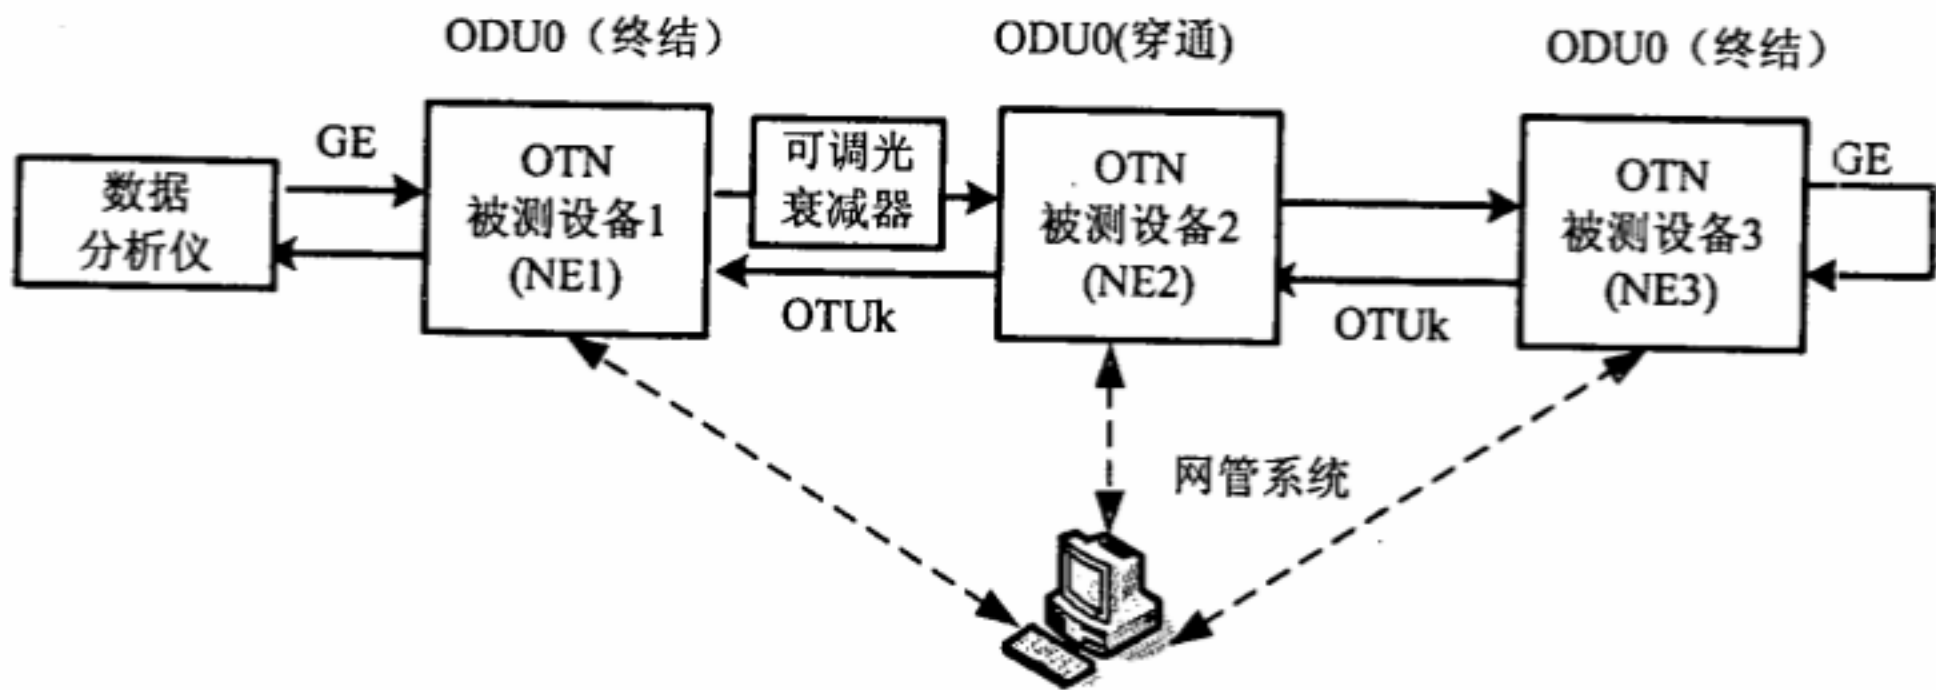 ODU0（终结）
ODU0(穿通)
ODU0（终结）
数据
分析仪
GE
OTN
被测设备1
(NE1)
可调光
衰减器
OTUk
OTN
被测设备2
(NE2)
OTUk
OTN
被测设备3
(NE3)
GE
网管系统